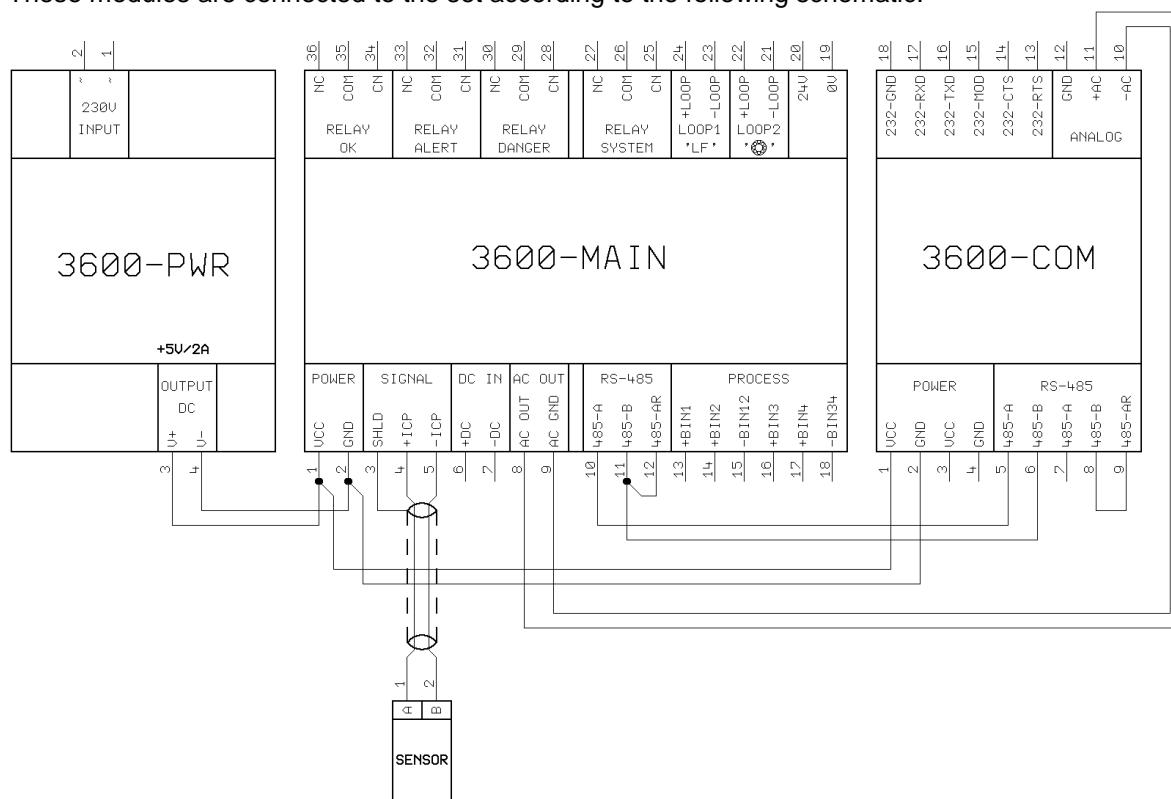 These modules are connected to the set according to the following schematic.
2 1
36 35 34 33 32 31 30 29 28 27 26 25 24 23 22 21 20 19
18 17 16 15 14 13 12 11 10
~ ~
230V
INPUT
NC COM CN NC COM CN NC COM CN NC COM CN +LOOP -LOOP +LOOP -LOOP 24V 0V
RELAY OK
RELAY ALERT
RELAY DANGER
RELAY SYSTEM
LOOP1 'LF'
LOOP2
232-GND 232-RXD 232-TXD 232-MOD 232-CTS 232-RTS GND +AC -AC
ANALOG
3600-PWR
3600-MAIN
3600-COM
+5V/2A
OUTPUT
DC
V+ V-
3 4
POWER SIGNAL DC IN AC OUT RS-485 PROCESS
VCC GND SHLD +ICP -ICP +DC -DC AC OUT AC GND 485-A 485-B 485-AR +BIN1 +BIN2 -BIN12 +BIN3 +BIN4 -BIN34
1 2 3 4 5 6 7 8 9 10 11 12 13 14 15 16 17 18
POWER RS-485
VCC GND VCC GND 485-A 485-B 485-A 485-B 485-AR
1 2 3 4 5 6 7 8 9
1 2
A B
SENSOR